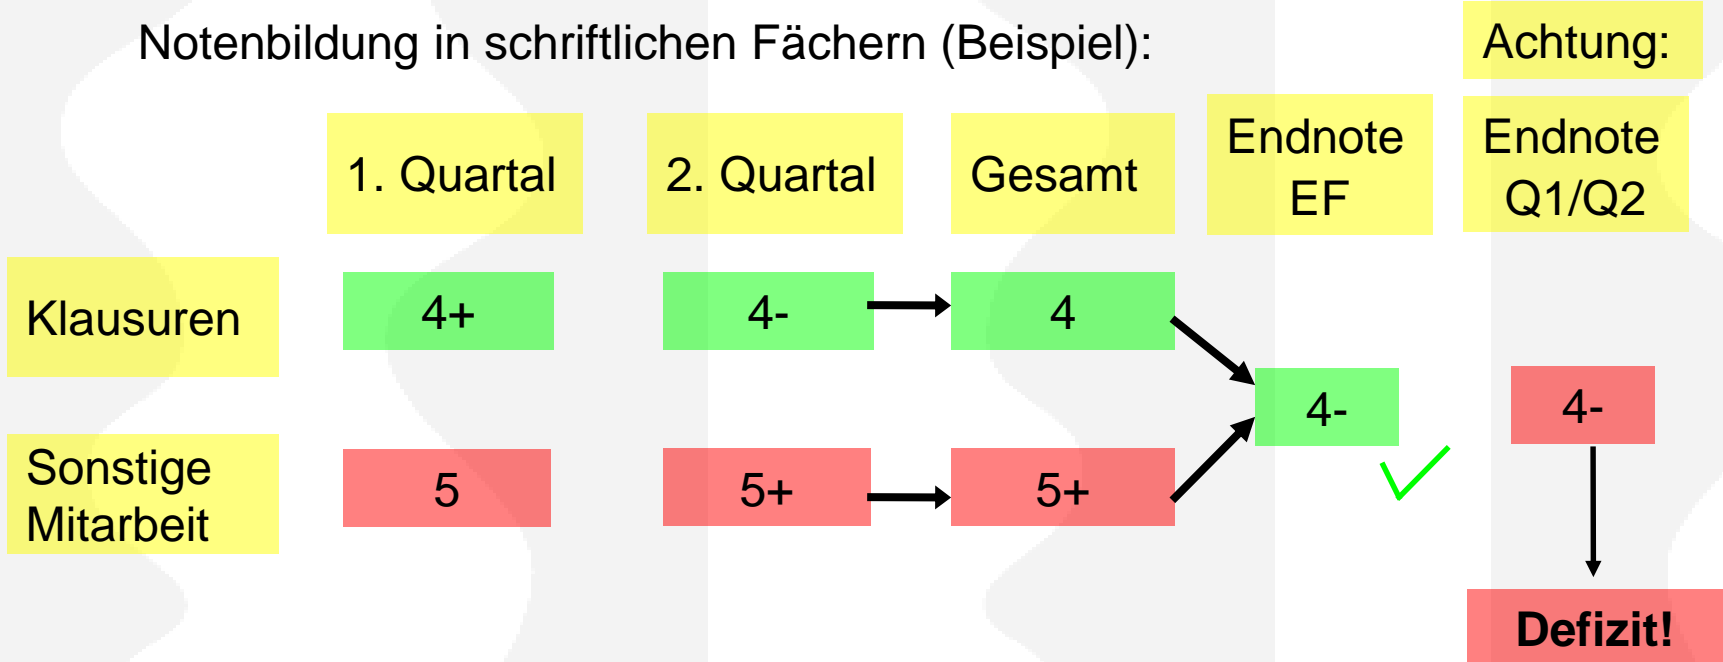 Notenbildung in schriftlichen Fächern (Beispiel):
Achtung:
1. Quartal
2. Quartal
Gesamt
Endnote
EF
Endnote
Q1/Q2
Klausuren
4+
4-
4
4-
4-
Sonstige
Mitarbeit
5
5+
5+
Defizit!